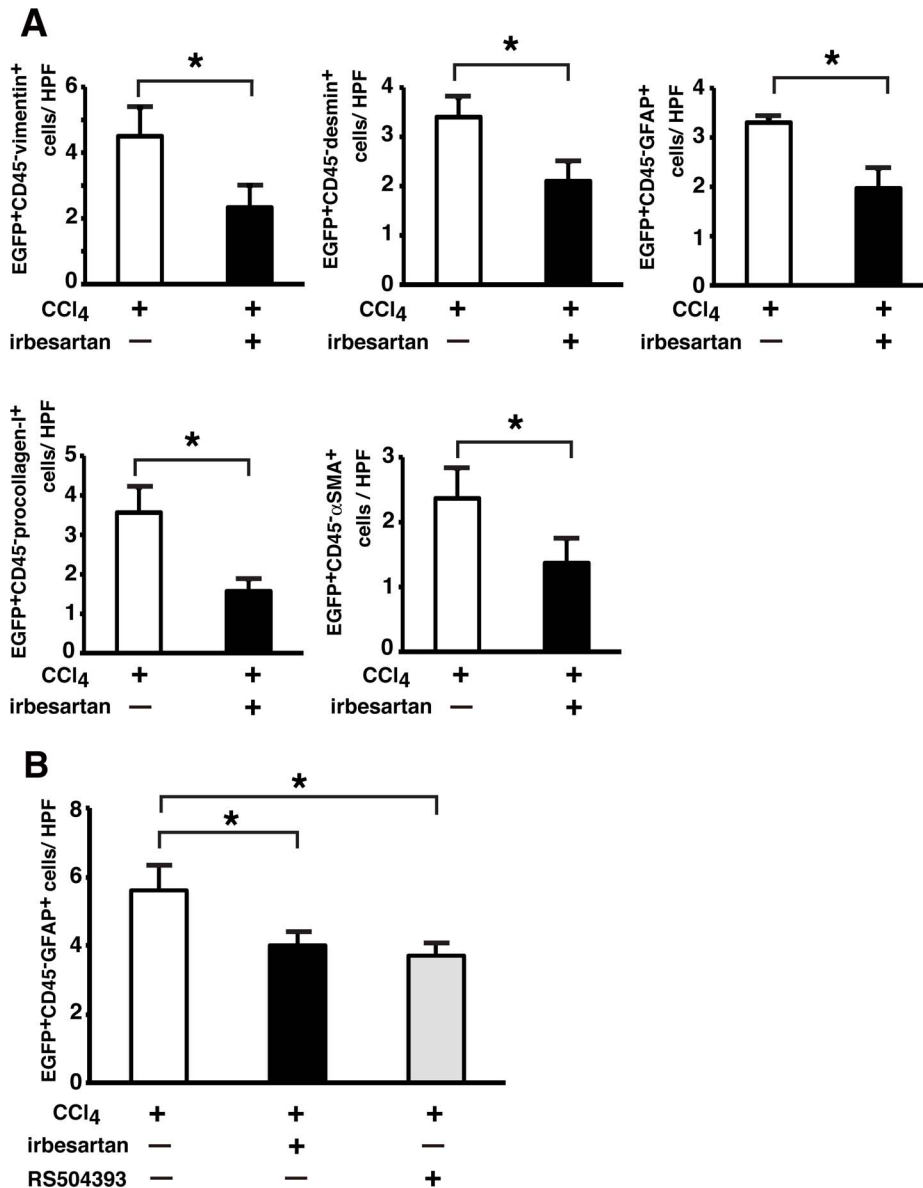 A
EGFP⁺CD45⁻vimentin⁺
cells/ HPF
6
4
2
0
*
CCl₄ + +
irbesartan — +
EGFP⁺CD45⁻desmin⁺
cells/ HPF
4
3
2
1
0
*
CCl₄ + +
irbesartan — +
EGFP⁺CD45⁻GFAP⁺
cells/ HPF
4
3
2
1
0
*
CCl₄ + +
irbesartan — +
EGFP⁺CD45⁻procollagen-I⁺
cells/ HPF
5
4
3
2
1
0
*
CCl₄ + +
irbesartan — +
EGFP⁺CD45⁻αSMA⁺
cells / HPF
3
2
1
0
*
CCl₄ + +
irbesartan — +
B
EGFP⁺CD45⁻GFAP⁺ cells/ HPF
8
6
4
2
0
*
*
CCl₄ + + +
irbesartan — + —
RS504393 — — +